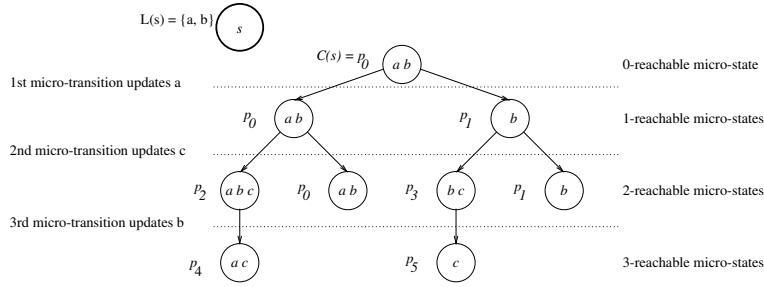 L(s) = {a, b}
s
C(s) = p0
a b
0-reachable micro-state
1st micro-transition updates a
p0
a b
p1
b
1-reachable micro-states
2nd micro-transition updates c
p2
a b c
p0
a b
p3
b c
p1
b
2-reachable micro-states
3rd micro-transition updates b
p4
a c
p5
c
3-reachable micro-states